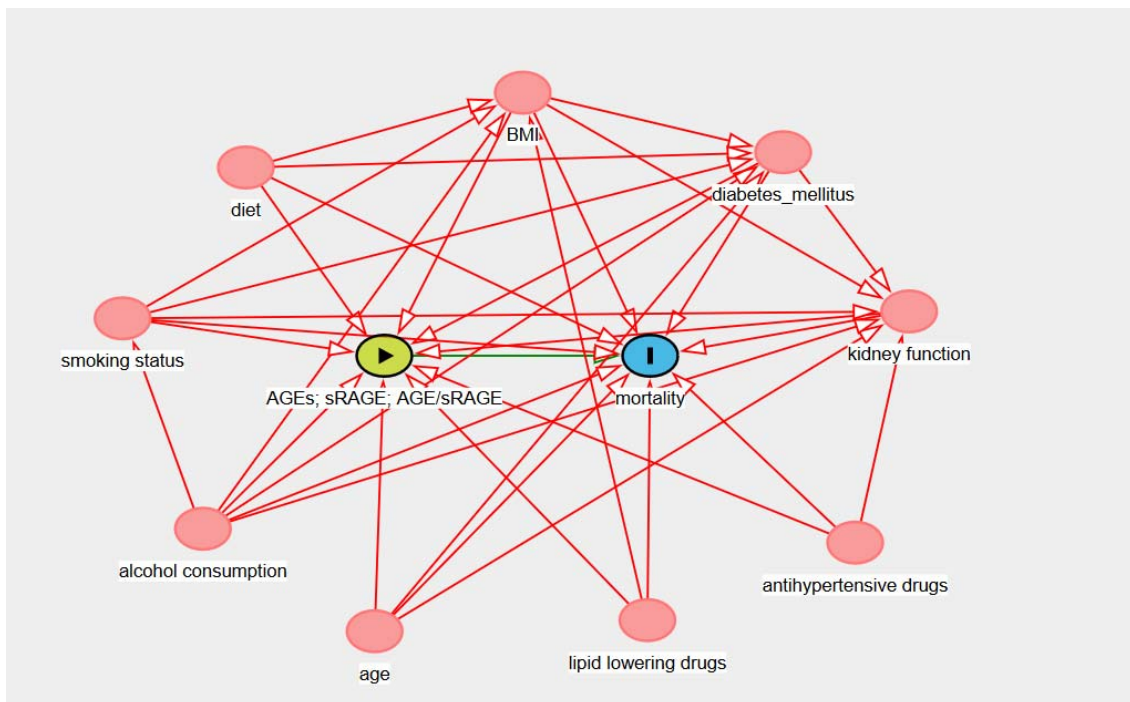 BMI
diabetes_mellitus
diet
smoking status
kidney function
AGEs; sRAGE; AGE/sRAGE
mortality
alcohol consumption
antihypertensive drugs
age
lipid lowering drugs